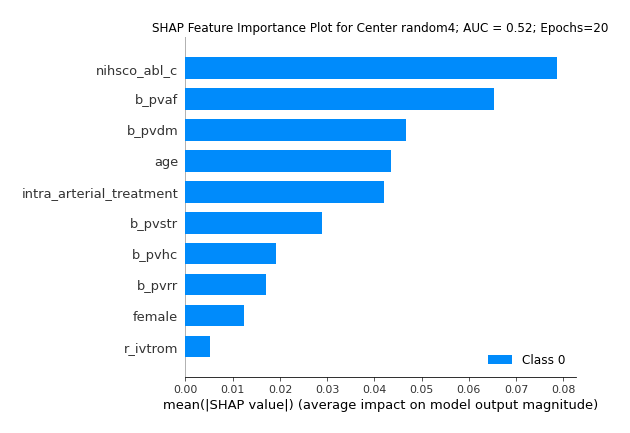 SHAP Feature Importance Plot for Center random4; AUC = 0.52; Epochs=20
nihsco_abl_c
b_pvaf
b_pvdm
age
intra_arterial_treatment
b_pvstr
b_pvhc
b_pvrr
female
r_ivtrom
Class 0
0.00 0.01 0.02 0.03 0.04 0.05 0.06 0.07 0.08
mean(|SHAP value|) (average impact on model output magnitude)